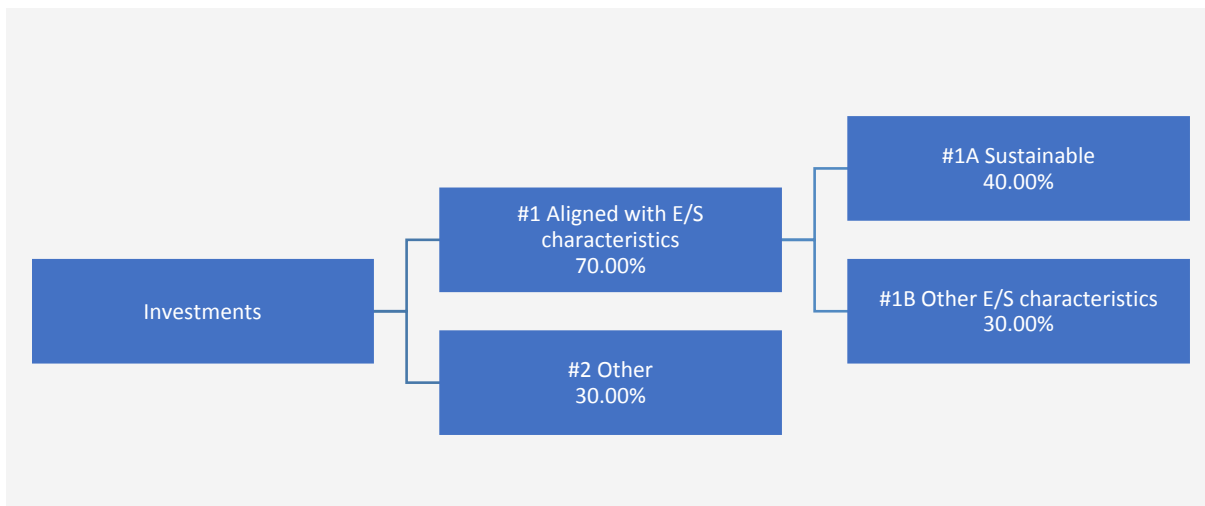 Investments
#1 Aligned with E/S
characteristics
70.00%
#2 Other
30.00%
#1A Sustainable
40.00%
#1B Other E/S characteristics
30.00%